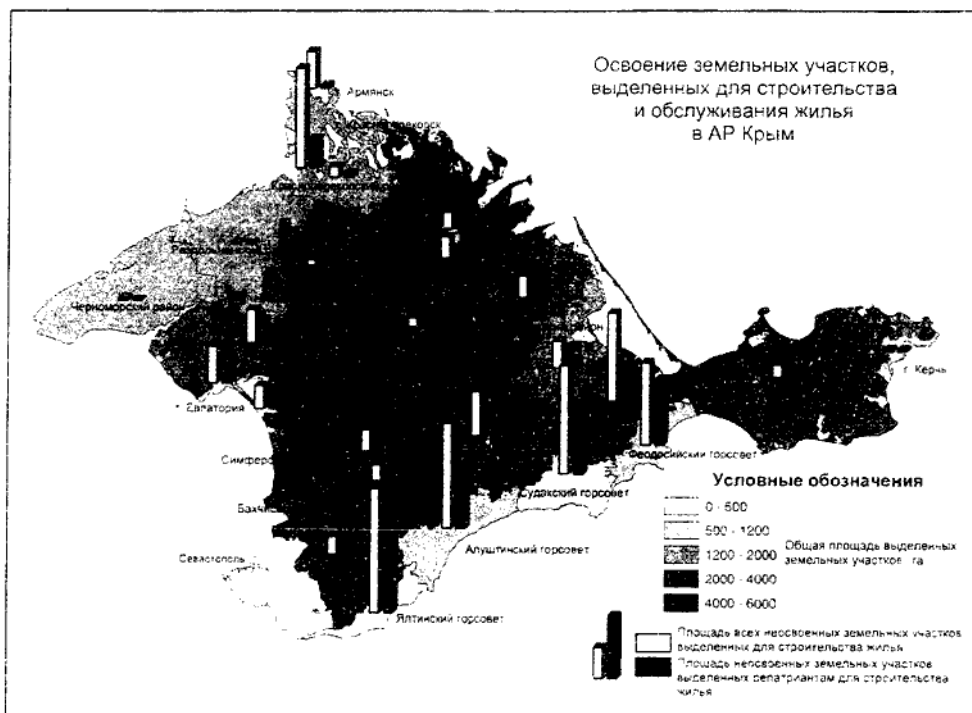 Освоение земельных участков,
выделенных для строительства
и обслуживания жилья
в АР Крым
Армянск
Черноморский район
г. Керчь
Евпатория
Феодосийский горсовет
Судакский горсовет
Алуштинский горсовет
Севастополь
Ялтинский горсовет
Условные обозначения
0 - 500
500 - 1200
1200 - 2000
2000 - 4000
4000 - 6000
Общая площадь выделенных
земельных участков га
Площадь всех неосвоенных земельных участков
выделенных для строительства жилья
Площадь неосвоенных земельных участков
выделенных репатриантам для строительства
жилья